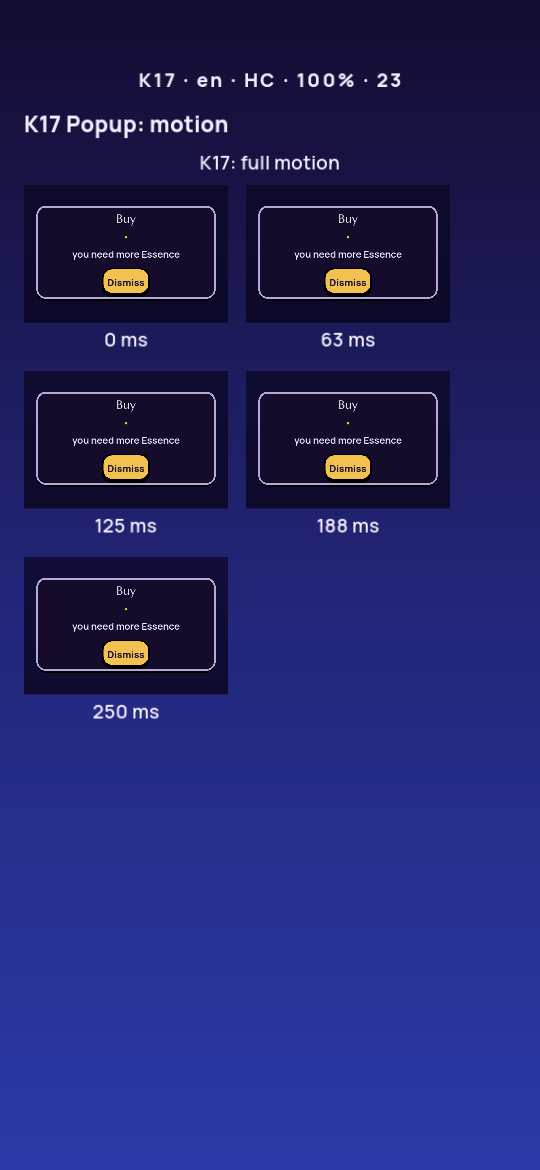 K17 · en · HC · 100% · 23
K17 Popup: motion
K17: full motion
Buy
you need more Essence
Dismiss
0 ms
Buy
you need more Essence
Dismiss
63 ms
Buy
you need more Essence
Dismiss
125 ms
Buy
you need more Essence
Dismiss
188 ms
Buy
you need more Essence
Dismiss
250 ms